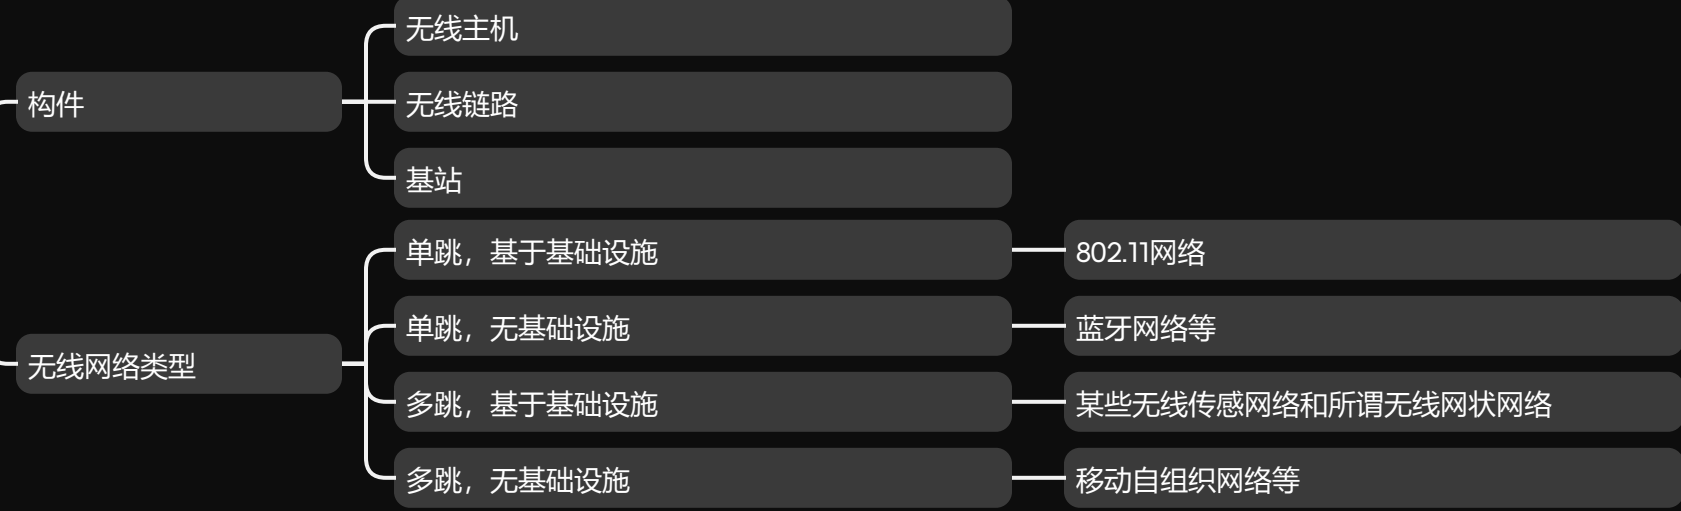 无线主机
构件
无线链路
基站
单跳，基于基础设施
802.11网络
单跳，无基础设施
蓝牙网络等
无线网络类型
多跳，基于基础设施
某些无线传感网络和所谓无线网状网络
多跳，无基础设施
移动自组织网络等